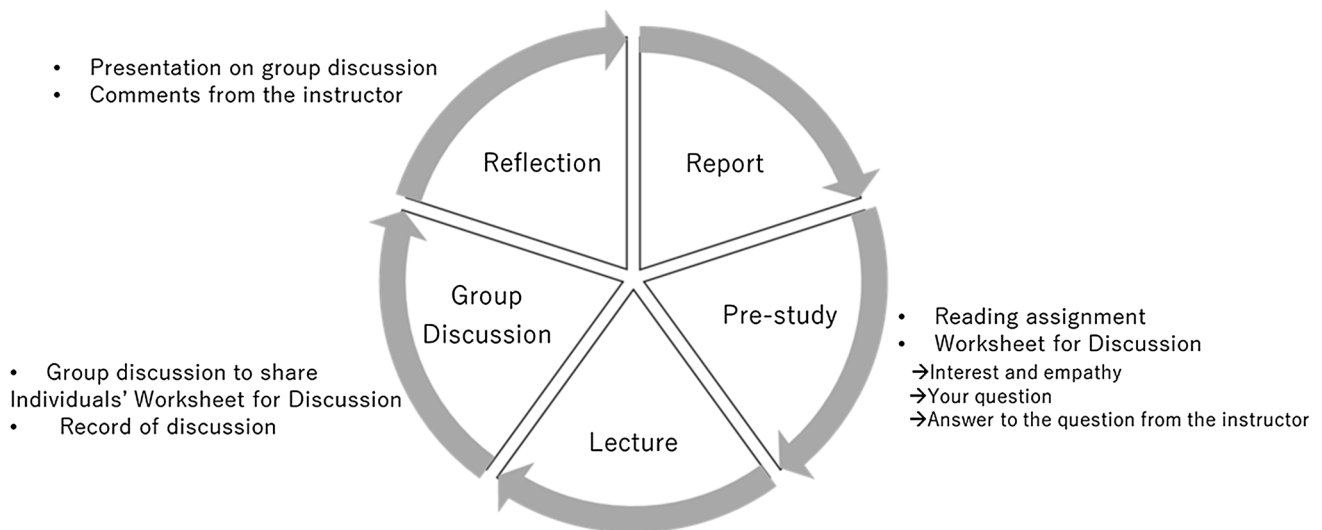 • Presentation on group discussion
• Comments from the instructor
Reflection
Report
Group
Discussion
Pre-study
• Reading assignment
• Worksheet for Discussion
→Interest and empathy
→Your question
→Answer to the question from the instructor
• Group discussion to share
Individuals’ Worksheet for Discussion
• Record of discussion
Lecture